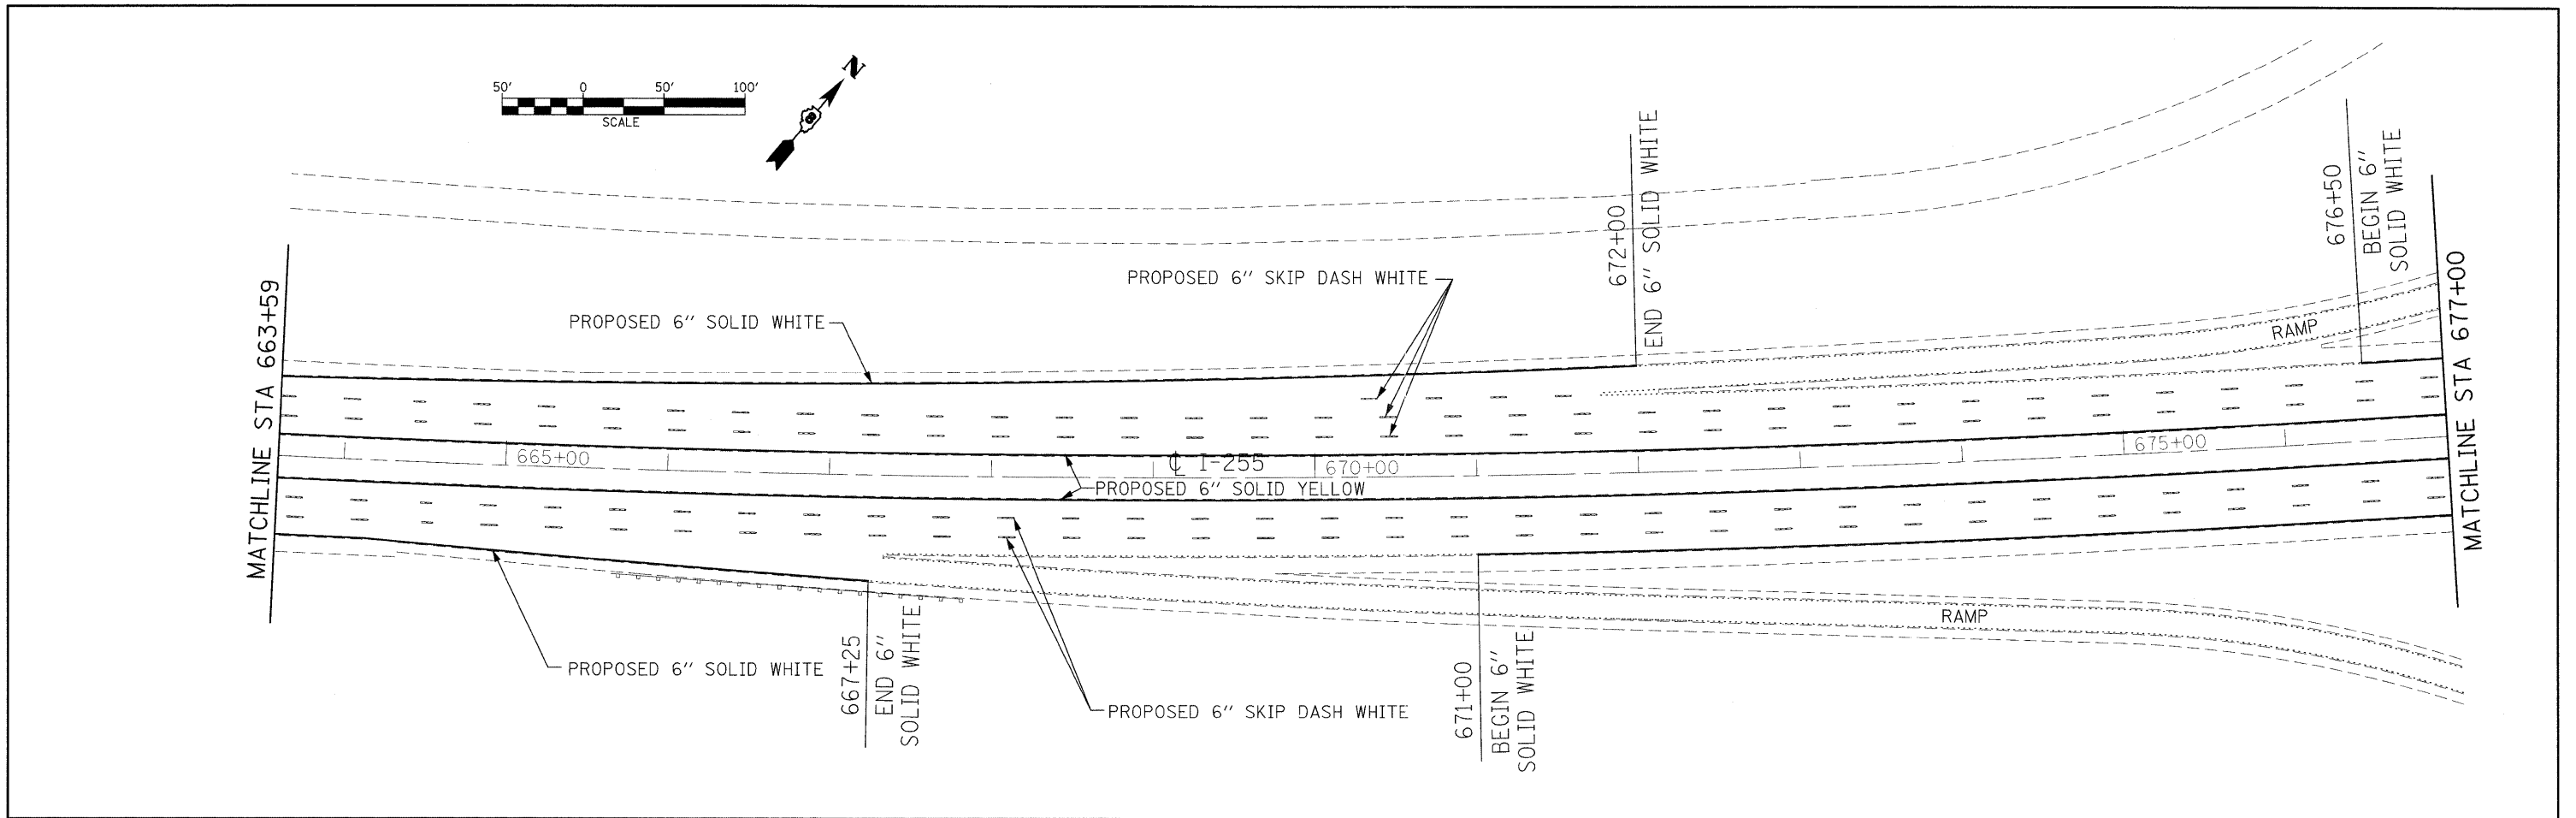 50' 0 50' 100'
SCALE
N
8
MATCHLINE STA 663+59
PROPOSED 6" SOLID WHITE
PROPOSED 6" SKIP DASH WHITE
672+00
END 6" SOLID WHITE
676+50
BEGIN 6"
SOLID WHITE
MATCHLINE STA 677+00
RAMP
665+00
℄ I-255
670+00
675+00
PROPOSED 6" SOLID YELLOW
PROPOSED 6" SOLID WHITE
667+25
END 6"
SOLID WHITE
PROPOSED 6" SKIP DASH WHITE
671+00
BEGIN 6"
SOLID WHITE
RAMP